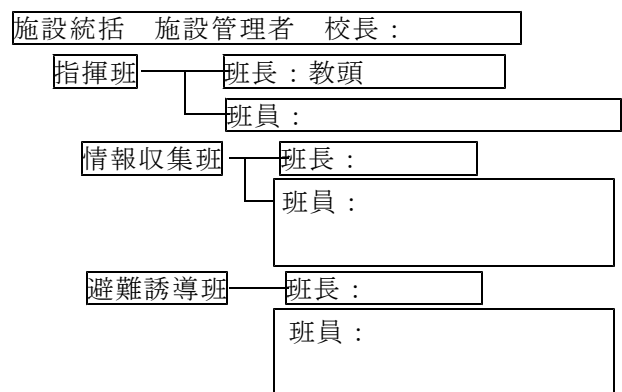 施設統括　施設管理者　校長：
指揮班　班長：教頭
班員：
情報収集班　班長：
班員：
避難誘導班　班長：
班員：